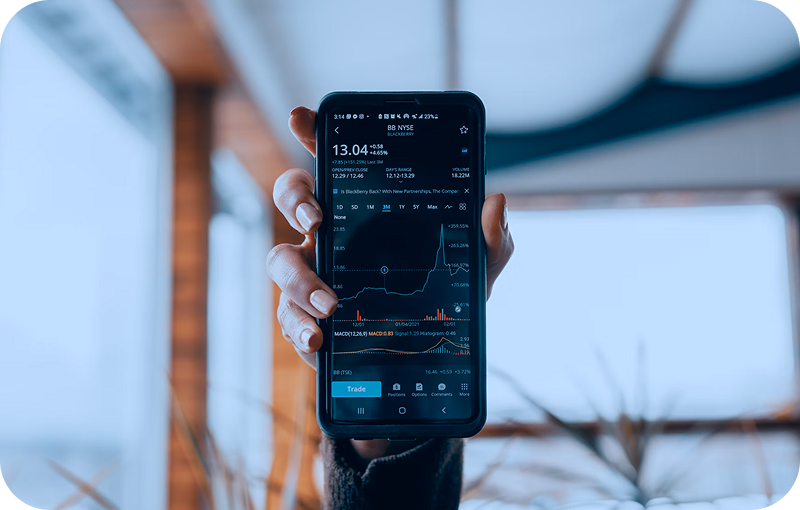 3:14 23%
BB NYSE
BLACKBERRY
13.04 +0.58
+4.65%
+7.85 (+151.25%) Last 3M
OPEN/PREV CLOSE DAY'S RANGE VOLUME
12.29 / 12.46 12.12-13.29 18.22M
Is BlackBerry Back? With New Partnerships, The Compar
1D 5D 1M 3M 1Y 5Y Max
None
23.85 +359.55%
18.45 +263.26%
13.06 +166.97%
8.66 +70.68%
-25.61%
12/01 01/04/2021 02/01
MACD(12,26,9) MACD:0.83 Signal:1.29 Histogram:-0.46
2.93
BB (TSE) 16.46 +0.59 +3.72%
Trade Positions Options Comments More